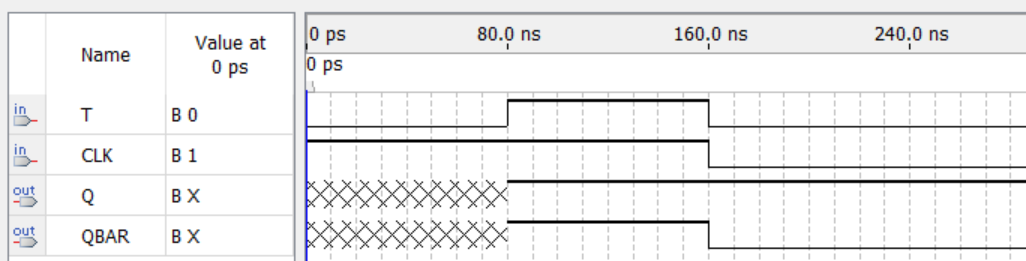 0 ps 80.0 ns 160.0 ns 240.0 ns
Name Value at 0 ps
0 ps
in T B 0
in CLK B 1
out Q B X
out QBAR B X